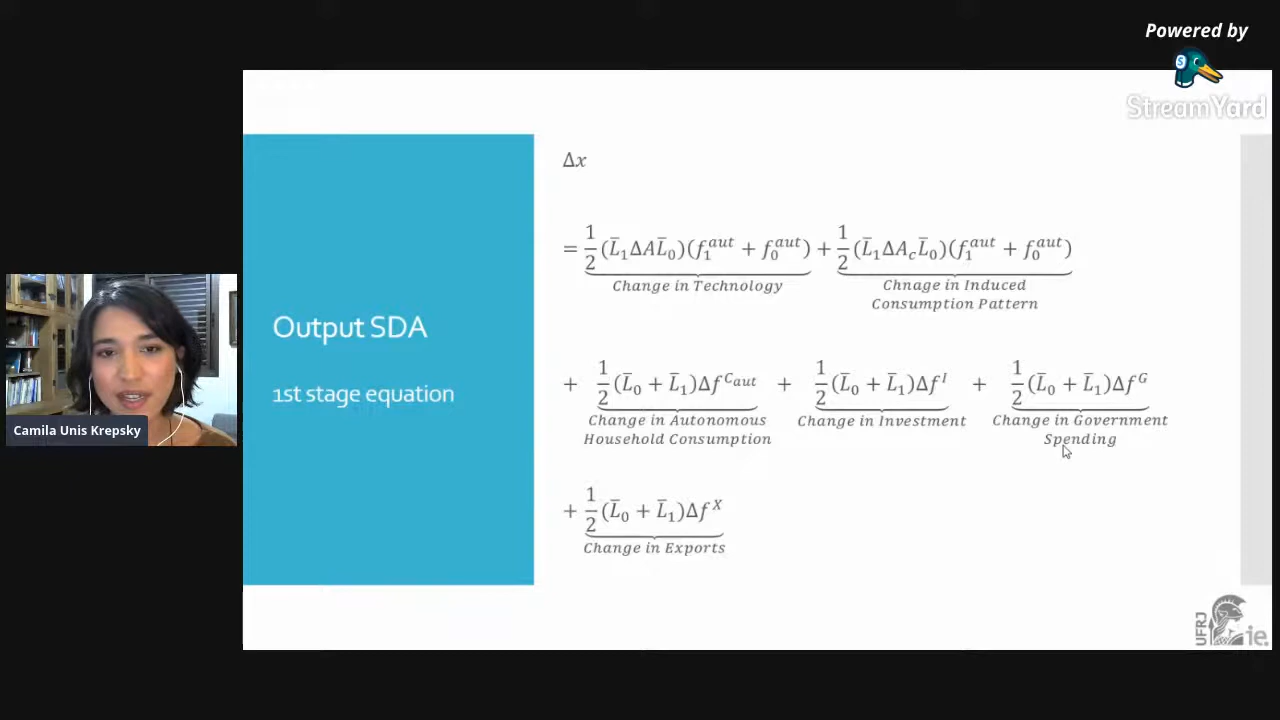 Powered by
StreamYard
Δx
= 1/2 (L̄₁ΔAL̄₀)(f₁^aut + f₀^aut) + 1/2 (L̄₁ΔA_cL̄₀)(f₁^aut + f₀^aut)
Change in Technology Chnage in Induced
Consumption Pattern
Output SDA
1st stage equation
+ 1/2 (L̄₀ + L̄₁)Δf^C_aut + 1/2 (L̄₀ + L̄₁)Δf^I + 1/2 (L̄₀ + L̄₁)Δf^G
Change in Autonomous Change in Investment Change in Government
Household Consumption Spending
+ 1/2 (L̄₀ + L̄₁)Δf^X
Change in Exports
Camila Unis Krepsky
UFRJ
ie.